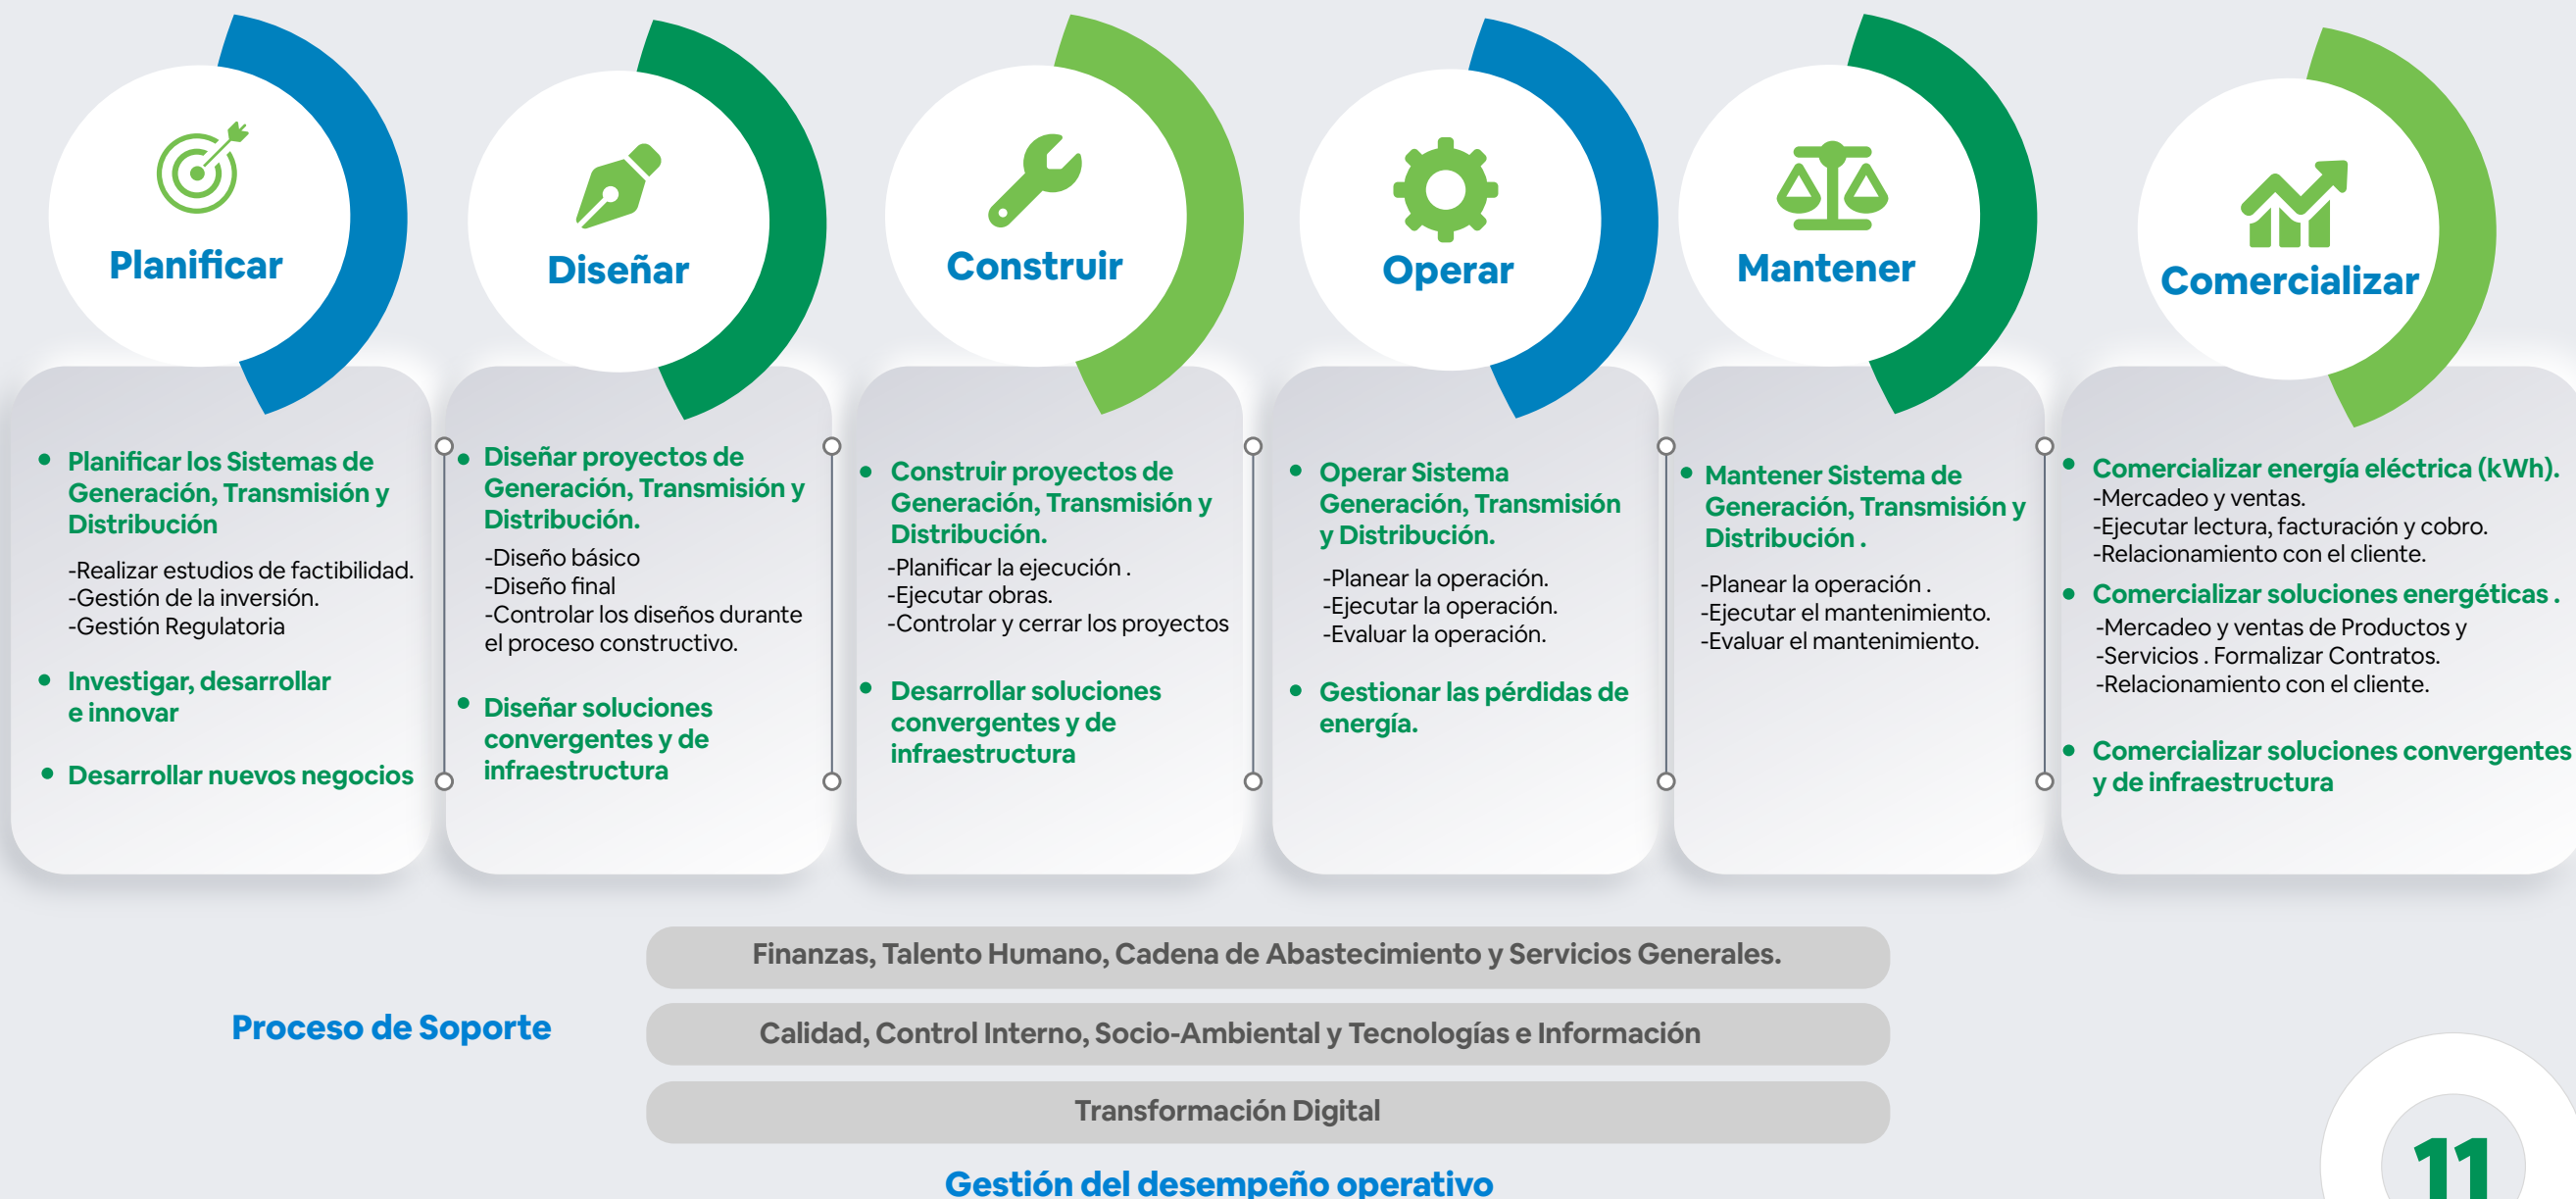 Planificar
Planificar los Sistemas de
Generación, Transmisión y
Distribución
-Realizar estudios de factibilidad.
-Gestión de la inversión.
-Gestión Regulatoria
Investigar, desarrollar
e innovar
Desarrollar nuevos negocios
Diseñar
Diseñar proyectos de
Generación, Transmisión y
Distribución.
-Diseño básico
-Diseño final
-Controlar los diseños durante
el proceso constructivo.
Diseñar soluciones
convergentes y de
infraestructura
Construir
Construir proyectos de
Generación, Transmisión y
Distribución.
-Planificar la ejecución .
-Ejecutar obras.
-Controlar y cerrar los proyectos
Desarrollar soluciones
convergentes y de
infraestructura
Operar
Operar Sistema
Generación, Transmisión
y Distribución.
-Planear la operación.
-Ejecutar la operación.
-Evaluar la operación.
Gestionar las pérdidas de
energía.
Mantener
Mantener Sistema de
Generación, Transmisión y
Distribución .
-Planear la operación .
-Ejecutar el mantenimiento.
-Evaluar el mantenimiento.
Comercializar
Comercializar energía eléctrica (kWh).
-Mercadeo y ventas.
-Ejecutar lectura, facturación y cobro.
-Relacionamiento con el cliente.
Comercializar soluciones energéticas .
-Mercadeo y ventas de Productos y
-Servicios . Formalizar Contratos.
-Relacionamiento con el cliente.
Comercializar soluciones convergentes
y de infraestructura
Proceso de Soporte
Finanzas, Talento Humano, Cadena de Abastecimiento y Servicios Generales.
Calidad, Control Interno, Socio-Ambiental y Tecnologías e Información
Transformación Digital
Gestión del desempeño operativo
11